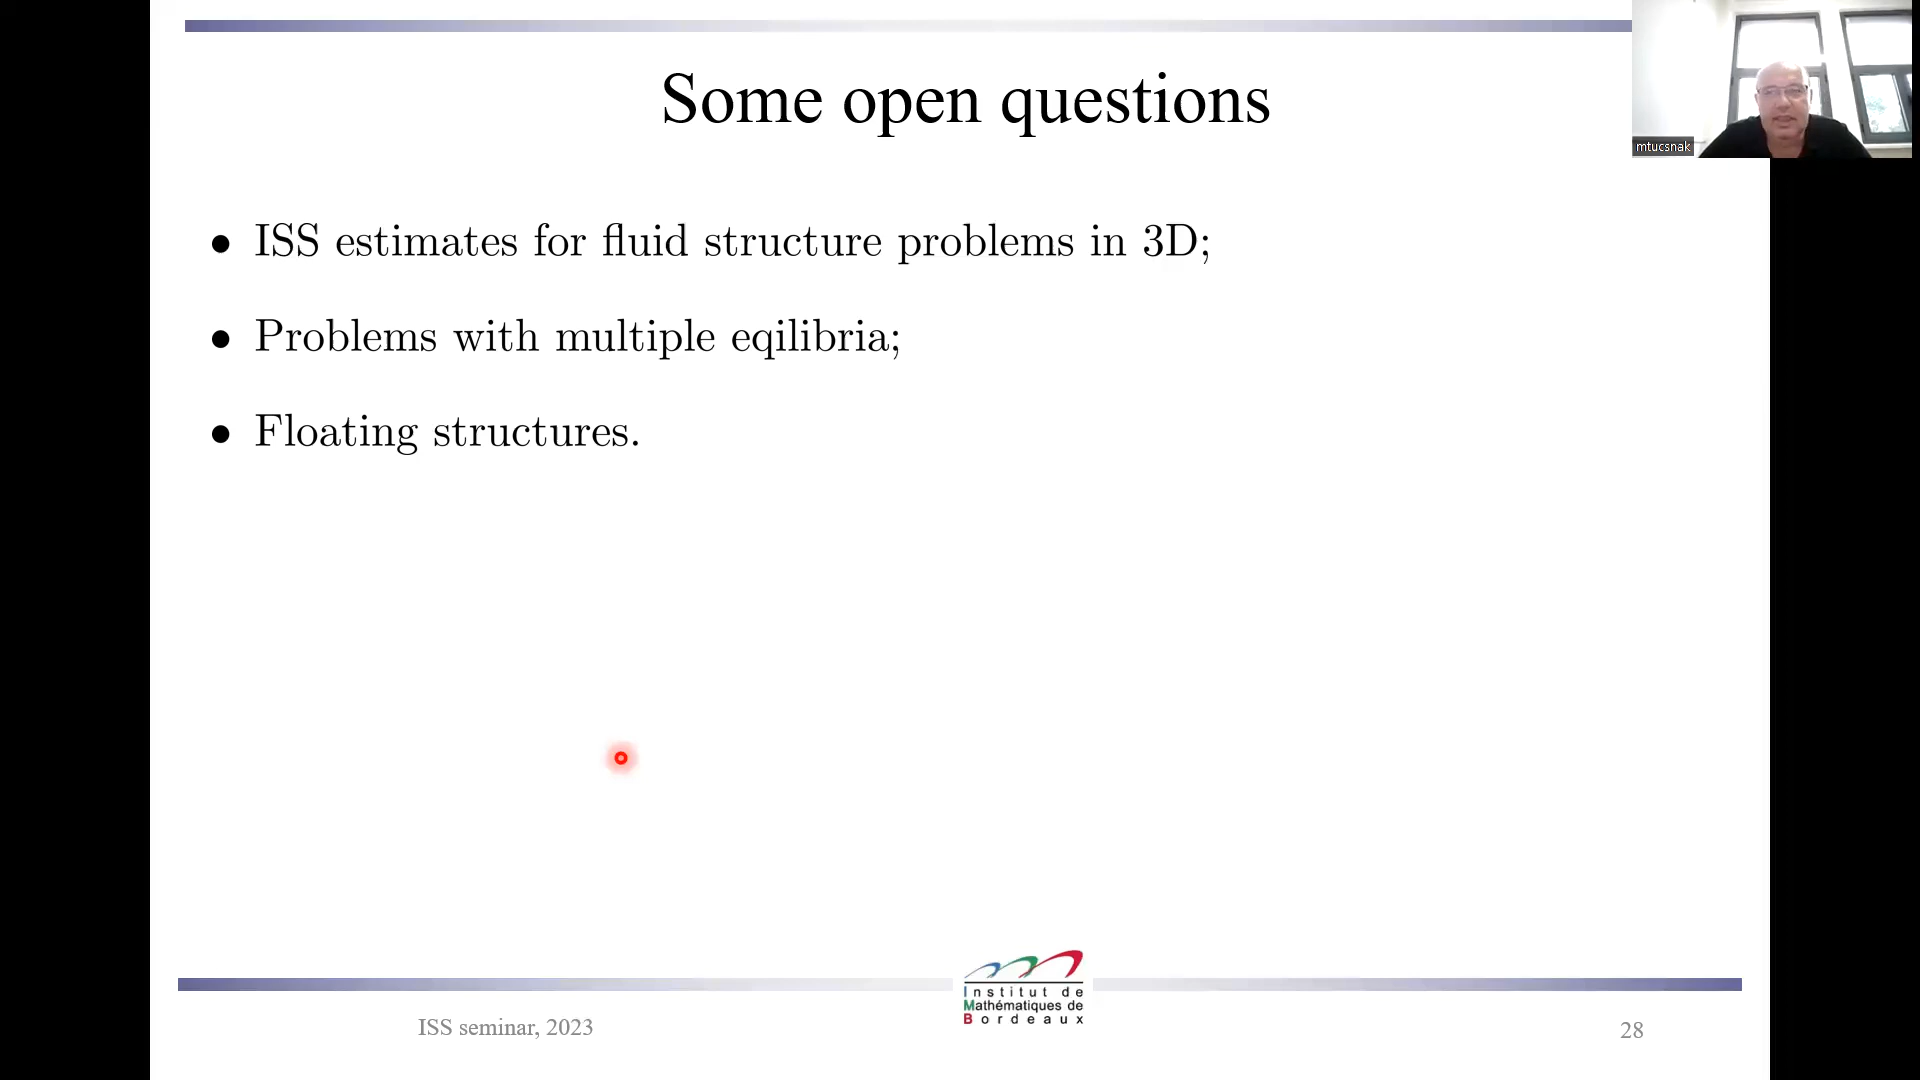 Some open questions
mtucsnak
• ISS estimates for fluid structure problems in 3D;
• Problems with multiple eqilibria;
• Floating structures.
Institut de
Mathématiques de
Bordeaux
ISS seminar, 2023
28